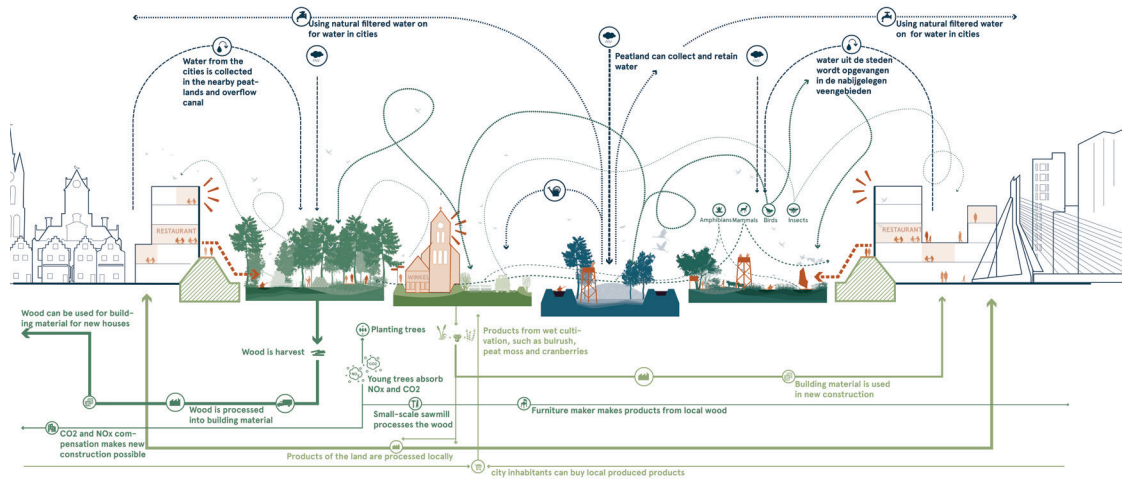 Using natural filtered water on
for water in cities
Water from the
cities is collected
in the nearby peat-
lands and overflow
canal
Peatland can collect and retain
water
Using natural filtered water
on for water in cities
water uit de steden
wordt opgevangen
in de nabijgelegen
veengebieden
Amphibians
Mammals
Birds
Insects
RESTAURANT
WINKEL
RESTAURANT
Wood can be used for buil-
ding material for new houses
Wood is harvest
Planting trees
Products from wet culti-
vation, such as bulrush,
peat moss and cranberries
NOx
CO2
Young trees absorb
NOx and CO2
Building material is used
in new construction
Wood is processed
into building material
Small-scale sawmill
processes the wood
Furniture maker makes products from local wood
CO2 and NOx com-
pensation makes new
construction possible
Products of the land are processed locally
city inhabitants can buy local produced products